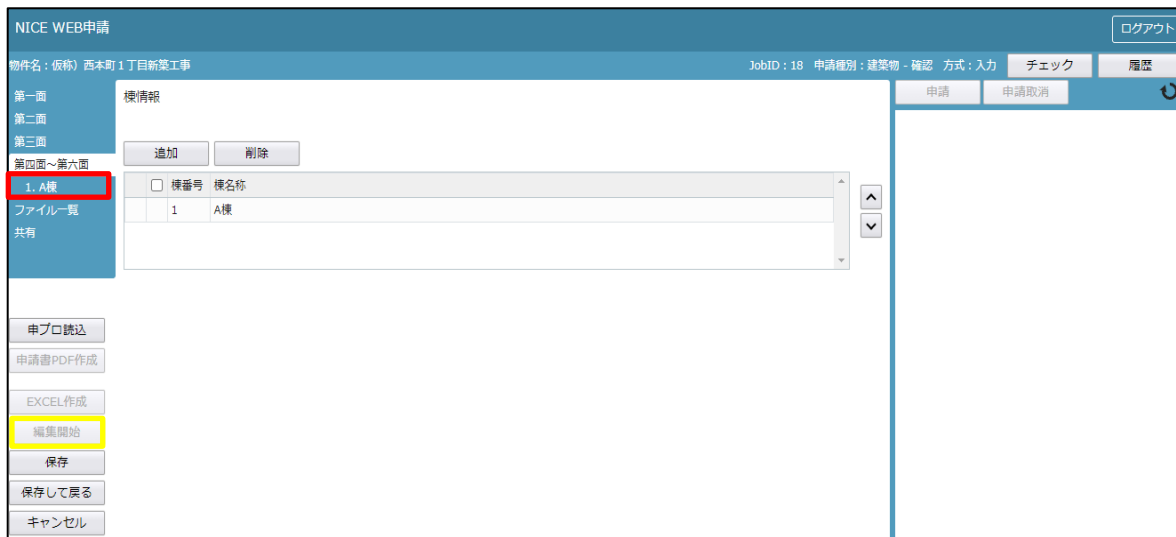 NICE WEB申請
ログアウト
物件名：仮称）西本町１丁目新築工事
JobID：18 申請種別：建築物 - 確認 方式：入力
チェック
履歴
第一面
第二面
第三面
第四面～第六面
1. A棟
ファイル一覧
共有
棟情報
追加
削除
棟番号 棟名称
1 A棟
申請
申請取消
申プロ読込
申請書PDF作成
EXCEL作成
編集開始
保存
保存して戻る
キャンセル